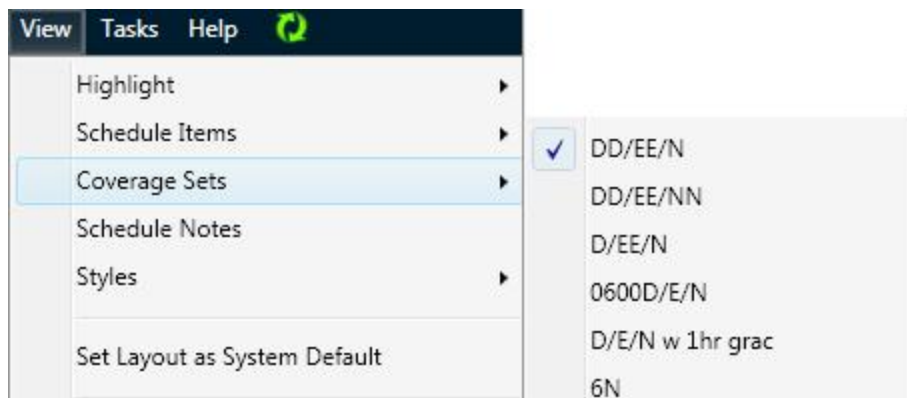 View Tasks Help
Highlight
Schedule Items
Coverage Sets
Schedule Notes
Styles
Set Layout as System Default
DD/EE/N
DD/EE/NN
D/EE/N
0600D/E/N
D/E/N w 1hr grac
6N